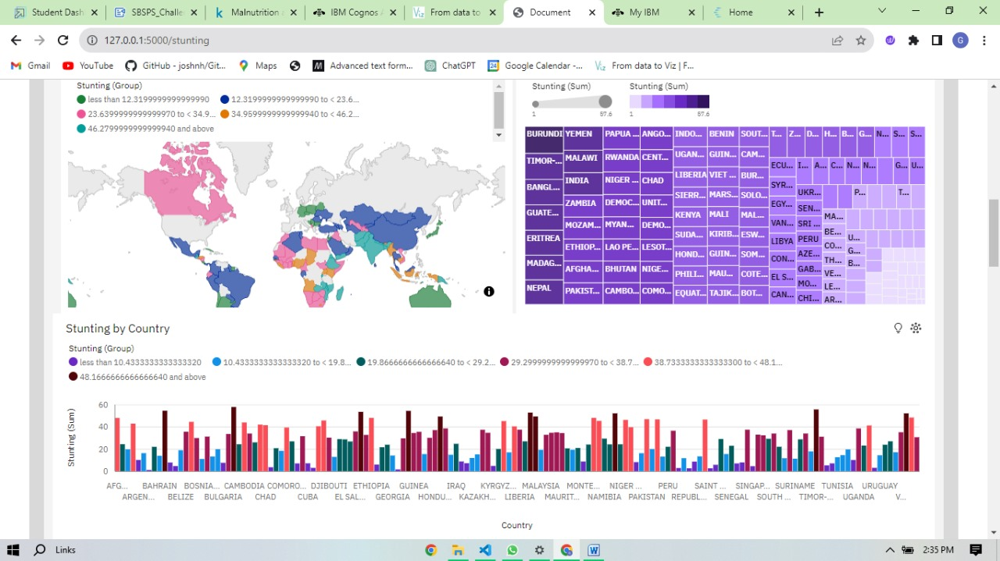 Student Dash
SBSPS_Challe
Malnutrition
IBM Cognos
From data to
Document
My IBM
Home
127.0.0.1:5000/stunting
G
Gmail
YouTube
GitHub - joshnh/Git...
Maps
Advanced text form...
ChatGPT
Google Calendar -...
From data to Viz | F...
Stunting (Group)
less than 12.3199999999999990 12.3199999999999990 to < 23.6...
23.6399999999999970 to < 34.9... 34.9599999999999940 to < 46.2...
46.2799999999999940 and above
Stunting (Sum) Stunting (Sum)
1 57.6 1 57.6
BURUNDI YEMEN PAPUA ... ANGO... INDO... BENIN SOUT... T... Z... D... H... B... G... N... S... S...
TIMOR-... MALAWI RWANDA CENT... UGAN... GUIN... CAM... ECU... I... A... C... N... N... G... U...
BANGL... INDIA NIGER ... CHAD LIBERIA VIET ... BUR... SYR... UKR... P... T...
GUATE... ZAMBIA DEMOC... UNIT... SIERR... MARS... SOLO... EGY... SEN... MA...
ERITREA MOZAM... MYAN... DEMO... KENYA MALI MAL... VAN... SRI ... BE... U...
MADAG... ETHIOP... LAO PE... LESOT... SUDA... KIRIB... ESW... LIBYA PERU CO... G...
NEPAL AFGHA... BHUTAN NIGE... HOND... GUIN... SOM... CON... AZE... TH... B...
PAKIST... CAMBO... COMO... PHILI... MAU... COTE... EL S... GAB... VE...
EQUAT... TAJIK... BOT... CAN... MO... LE...
CHI... AR...
Stunting by Country
Stunting (Group)
less than 10.4333333333333320 10.4333333333333320 to < 19.8... 19.8666666666666640 to < 29.2... 29.2999999999999970 to < 38.7... 38.7333333333333300 to < 48.1...
48.1666666666666640 and above
Stunting (Sum)
60
40
20
0
AFG... BAHRAIN BOSNIA... CAMBODIA COMORO... DJIBOUTI ETHIOPIA GUINEA IRAQ KYRGYZ... MALAYSIA MONTE... NIGER ... PERU SAINT ... SINGAP... SURINAME TUNISIA URUGUAY
ARGEN... BELIZE BULGARIA CHAD CUBA EL SAL... GEORGIA HONDU... KAZAKH... LIBERIA MAURIT... NAMIBIA PAKISTAN REPUBL... SENEGAL SOUTH ... TIMOR-... UGANDA V...
Country
Links
2:35 PM